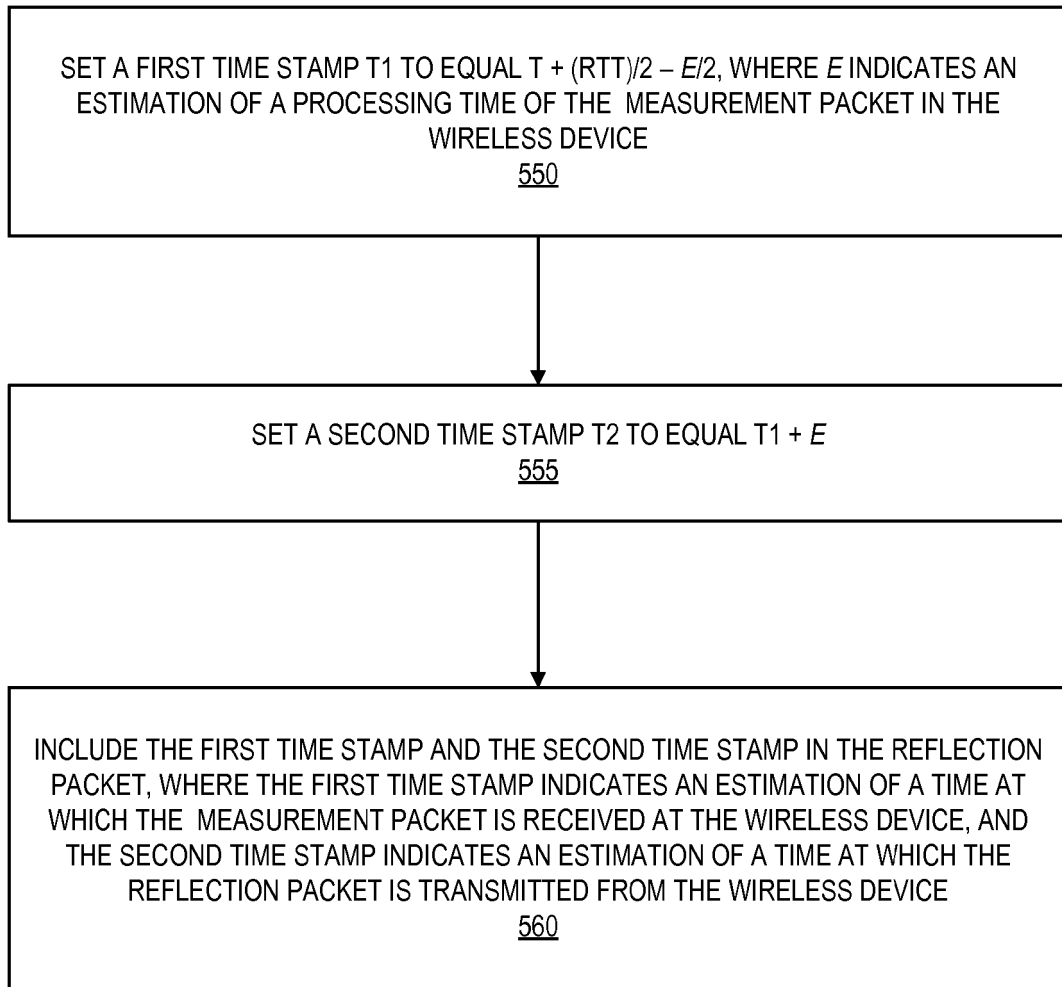 SET A FIRST TIME STAMP T1 TO EQUAL T + (RTT)/2 – E/2, WHERE E INDICATES AN
ESTIMATION OF A PROCESSING TIME OF THE MEASUREMENT PACKET IN THE
WIRELESS DEVICE
550
SET A SECOND TIME STAMP T2 TO EQUAL T1 + E
555
INCLUDE THE FIRST TIME STAMP AND THE SECOND TIME STAMP IN THE REFLECTION
PACKET, WHERE THE FIRST TIME STAMP INDICATES AN ESTIMATION OF A TIME AT
WHICH THE MEASUREMENT PACKET IS RECEIVED AT THE WIRELESS DEVICE, AND
THE SECOND TIME STAMP INDICATES AN ESTIMATION OF A TIME AT WHICH THE
REFLECTION PACKET IS TRANSMITTED FROM THE WIRELESS DEVICE
560